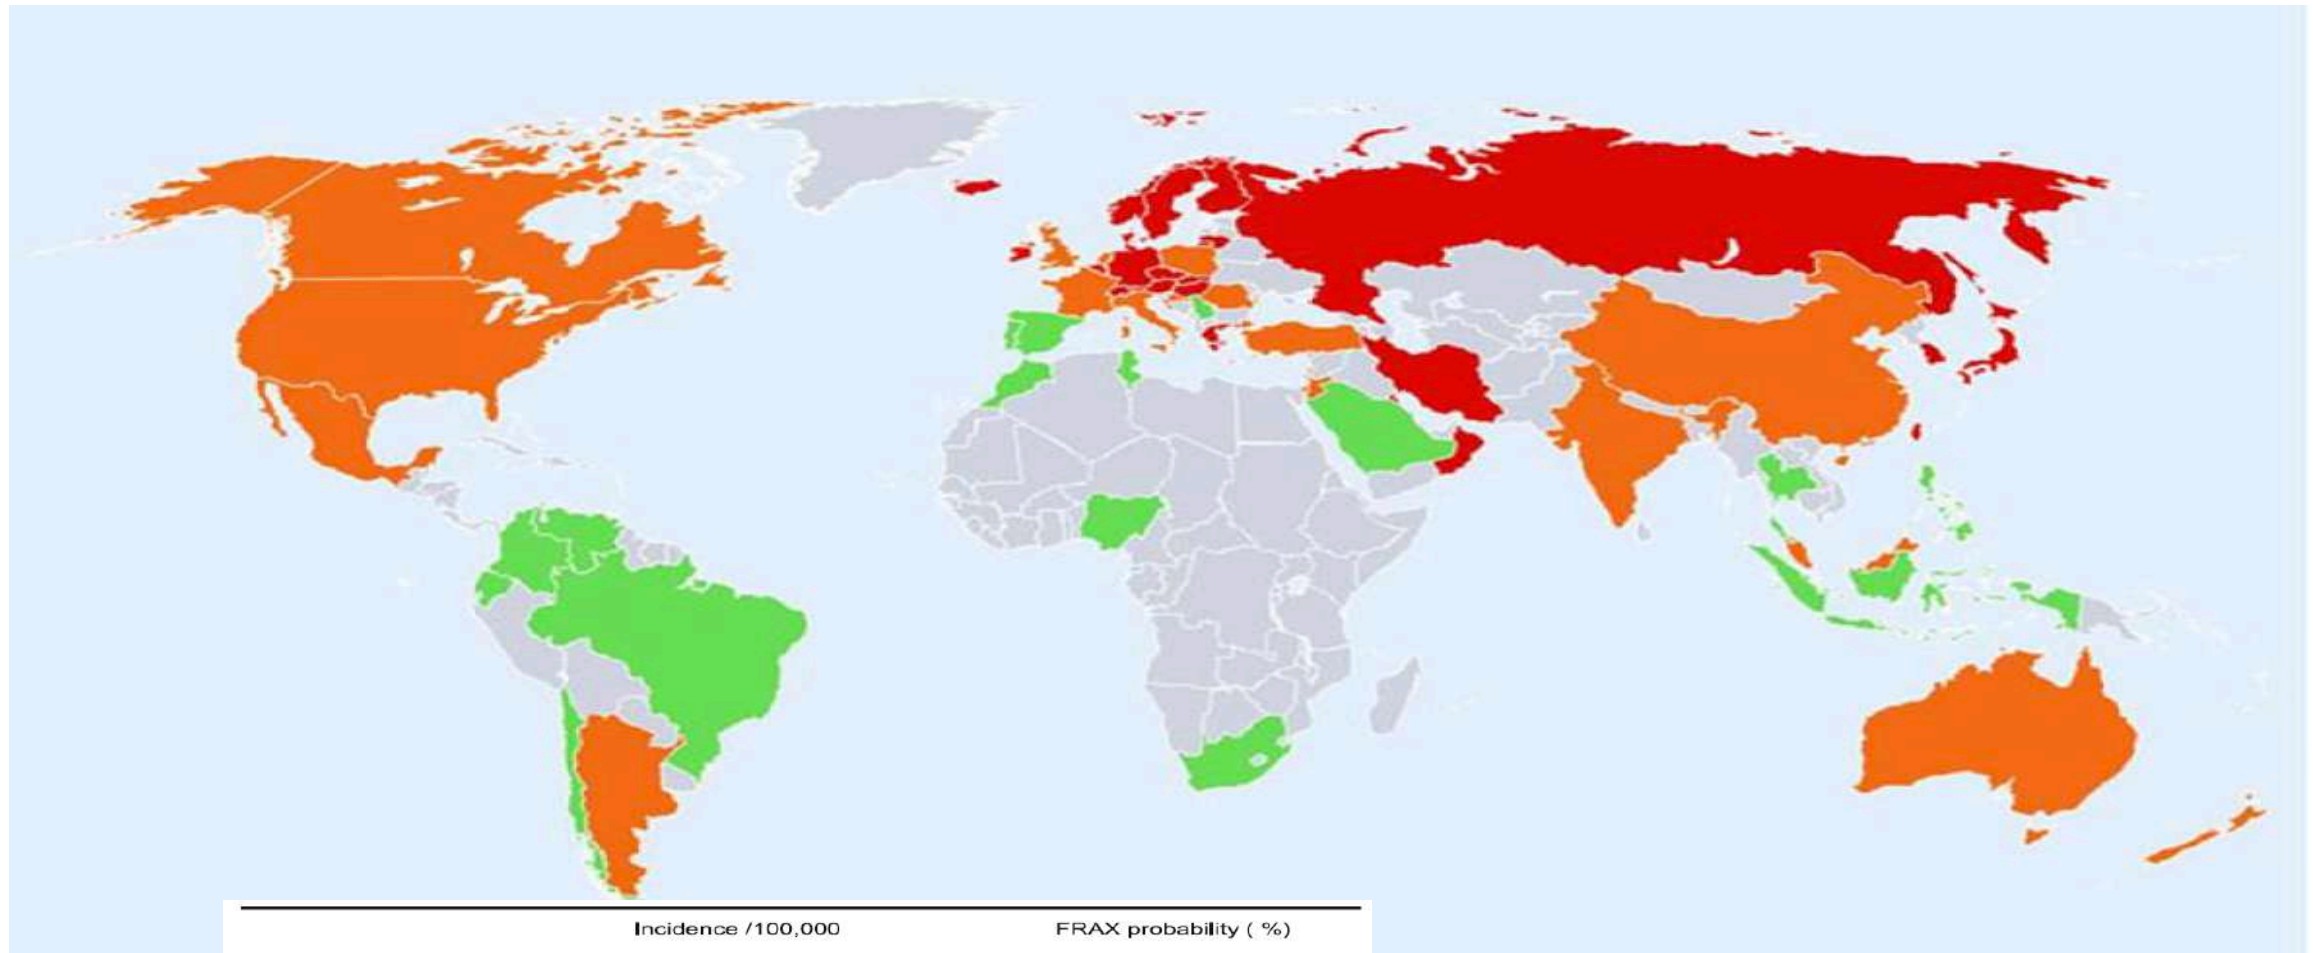 Incidence /100,000 FRAX probability ( %)